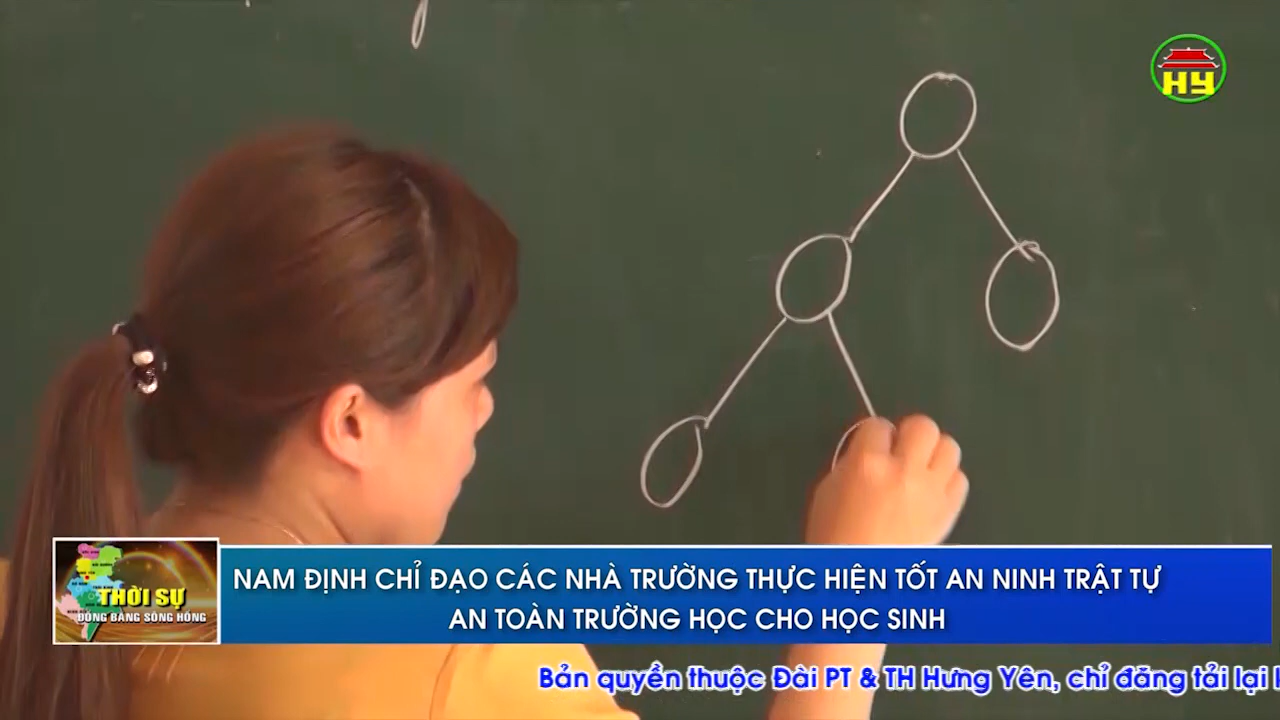 HY
NAM ĐỊNH CHỈ ĐẠO CÁC NHÀ TRƯỜNG THỰC HIỆN TỐT AN NINH TRẬT TỰ
AN TOÀN TRƯỜNG HỌC CHO HỌC SINH
THỜI SỰ
ĐỒNG BẰNG SÔNG HỒNG
Bản quyền thuộc Đài PT & TH Hưng Yên, chỉ đăng tải lại